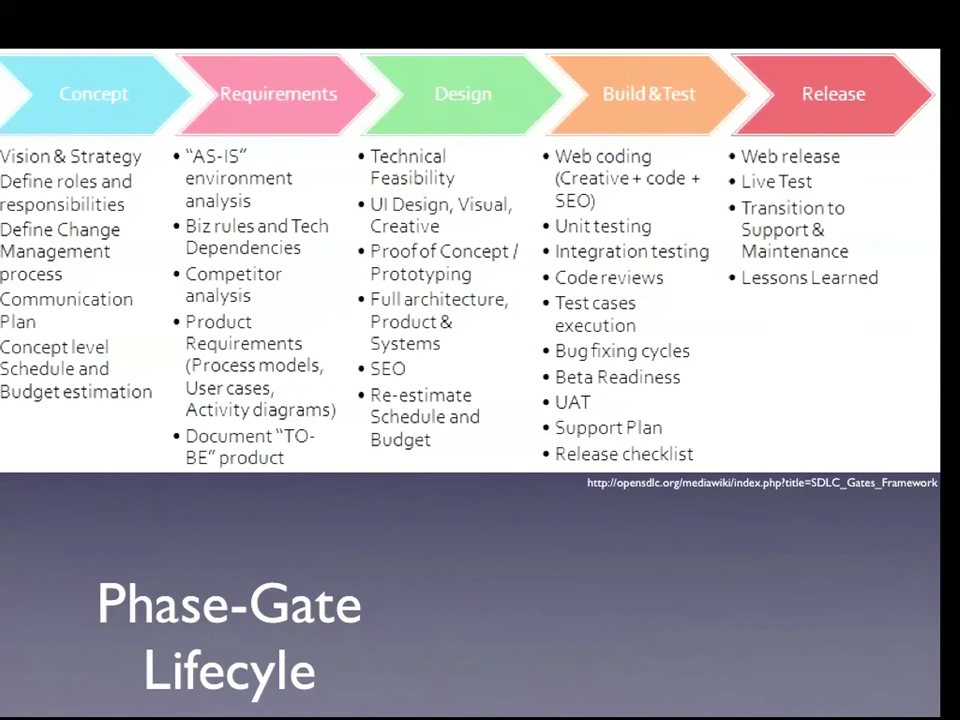 Concept
Requirements
Design
Build & Test
Release
Vision & Strategy
Define roles and
responsibilities
Define Change
Management
process
Communication
Plan
Concept level
Schedule and
Budget estimation
• "AS-IS"
environment
analysis
• Biz rules and Tech
Dependencies
• Competitor
analysis
• Product
Requirements
(Process models,
User cases,
Activity diagrams)
• Document "TO-
BE" product
• Technical
Feasibility
• UI Design, Visual,
Creative
• Proof of Concept /
Prototyping
• Full architecture,
Product &
Systems
• SEO
• Re-estimate
Schedule and
Budget
• Web coding
(Creative + code +
SEO)
• Unit testing
• Integration testing
• Code reviews
• Test cases
execution
• Bug fixing cycles
• Beta Readiness
• UAT
• Support Plan
• Release checklist
• Web release
• Live Test
• Transition to
Support &
Maintenance
• Lessons Learned
http://opensdlc.org/mediawiki/index.php?title=SDLC_Gates_Framework
Phase-Gate
Lifecyle